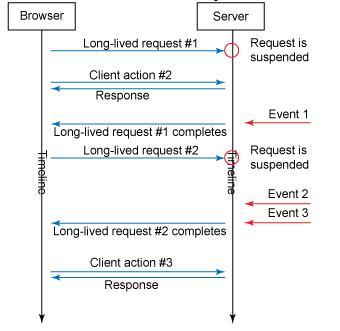 Browser
Server
Long-lived request #1
Request is
suspended
Client action #2
Response
Event 1
Long-lived request #1 completes
Long-lived request #2
Request is
suspended
Timeline
Timeline
Event 2
Event 3
Long-lived request #2 completes
Client action #3
Response